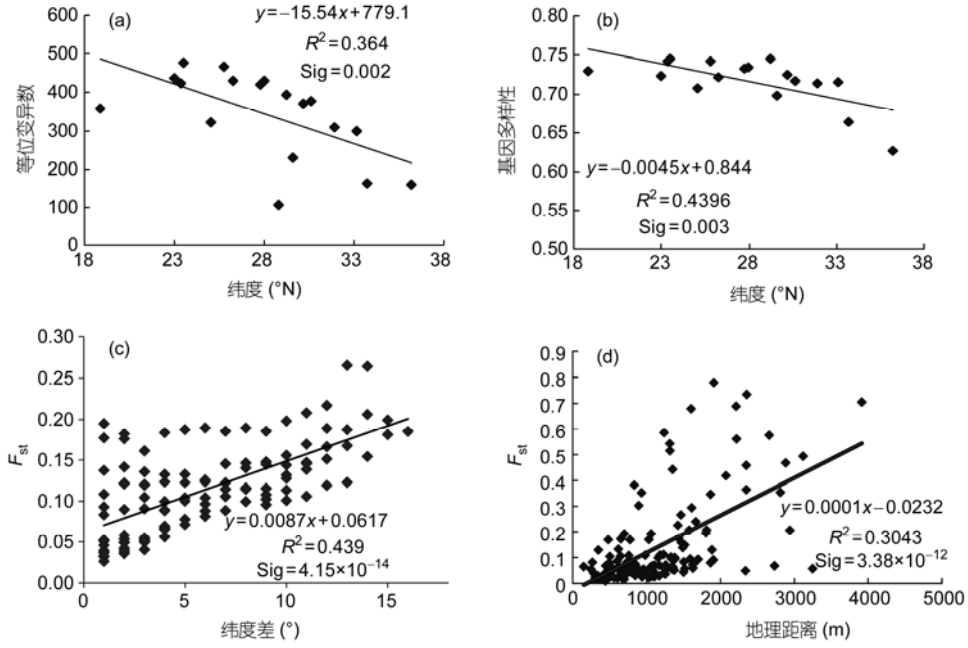 (a)
y=−15.54x+779.1
R²=0.364
Sig=0.002
等位变异数
600
500
400
300
200
100
0
18 23 28 33 38
纬度 (°N)
(b)
基因多样性
0.80
0.75
0.70
0.65
0.60
0.55
0.50
y=−0.0045x+0.844
R²=0.4396
Sig=0.003
18 23 28 33 38
纬度 (°N)
(c)
Fst
0.30
0.25
0.20
0.15
0.10
0.05
0.00
y=0.0087x+0.0617
R²=0.439
Sig=4.15×10⁻¹⁴
0 5 10 15
纬度差 (°)
(d)
Fst
0.9
0.8
0.7
0.6
0.5
0.4
0.3
0.2
0.1
0
y=0.0001x−0.0232
R²=0.3043
Sig=3.38×10⁻¹²
0 1000 2000 3000 4000 5000
地理距离 (m)